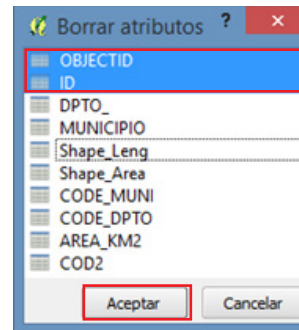 Borrar atributos ? ×
OBJECTID
ID
DPTO_
MUNICIPIO
Shape_Leng
Shape_Area
CODE_MUNI
CODE_DPTO
AREA_KM2
COD2
Aceptar Cancelar